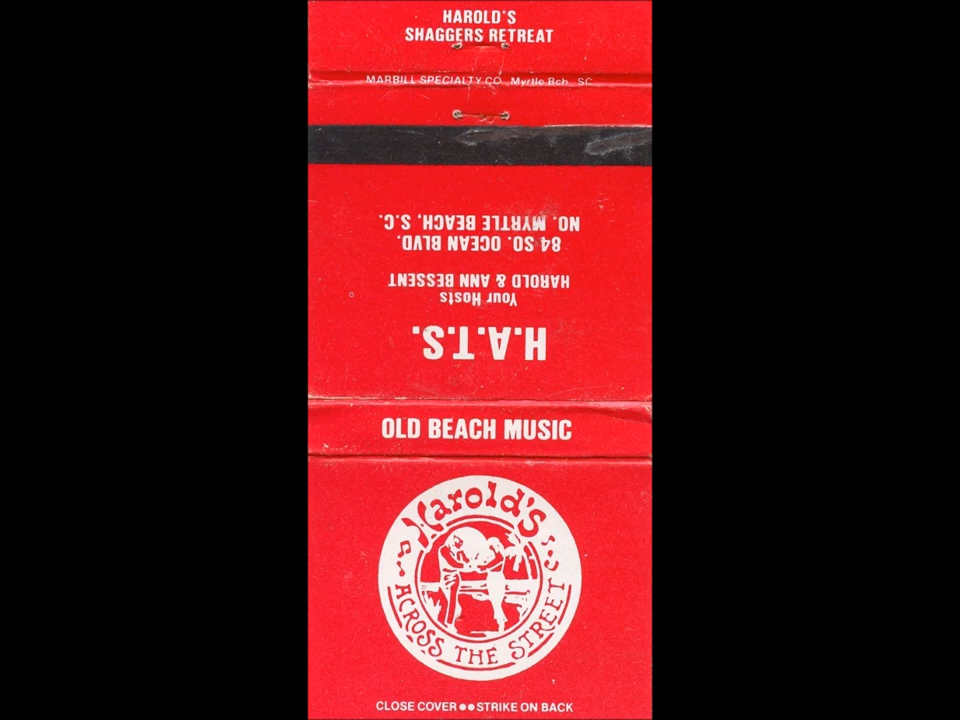 HAROLD'S
SHAGGERS RETREAT
MARBILL SPECIALTY CO. Myrtle Bch. SC
H.A.T.S.
Your Hosts
HAROLD & ANN BESSENT
84 SO. OCEAN BLVD.
NO. MYRTLE BEACH, S.C.
OLD BEACH MUSIC
Harold's
ACROSS THE STREET
CLOSE COVER●●STRIKE ON BACK